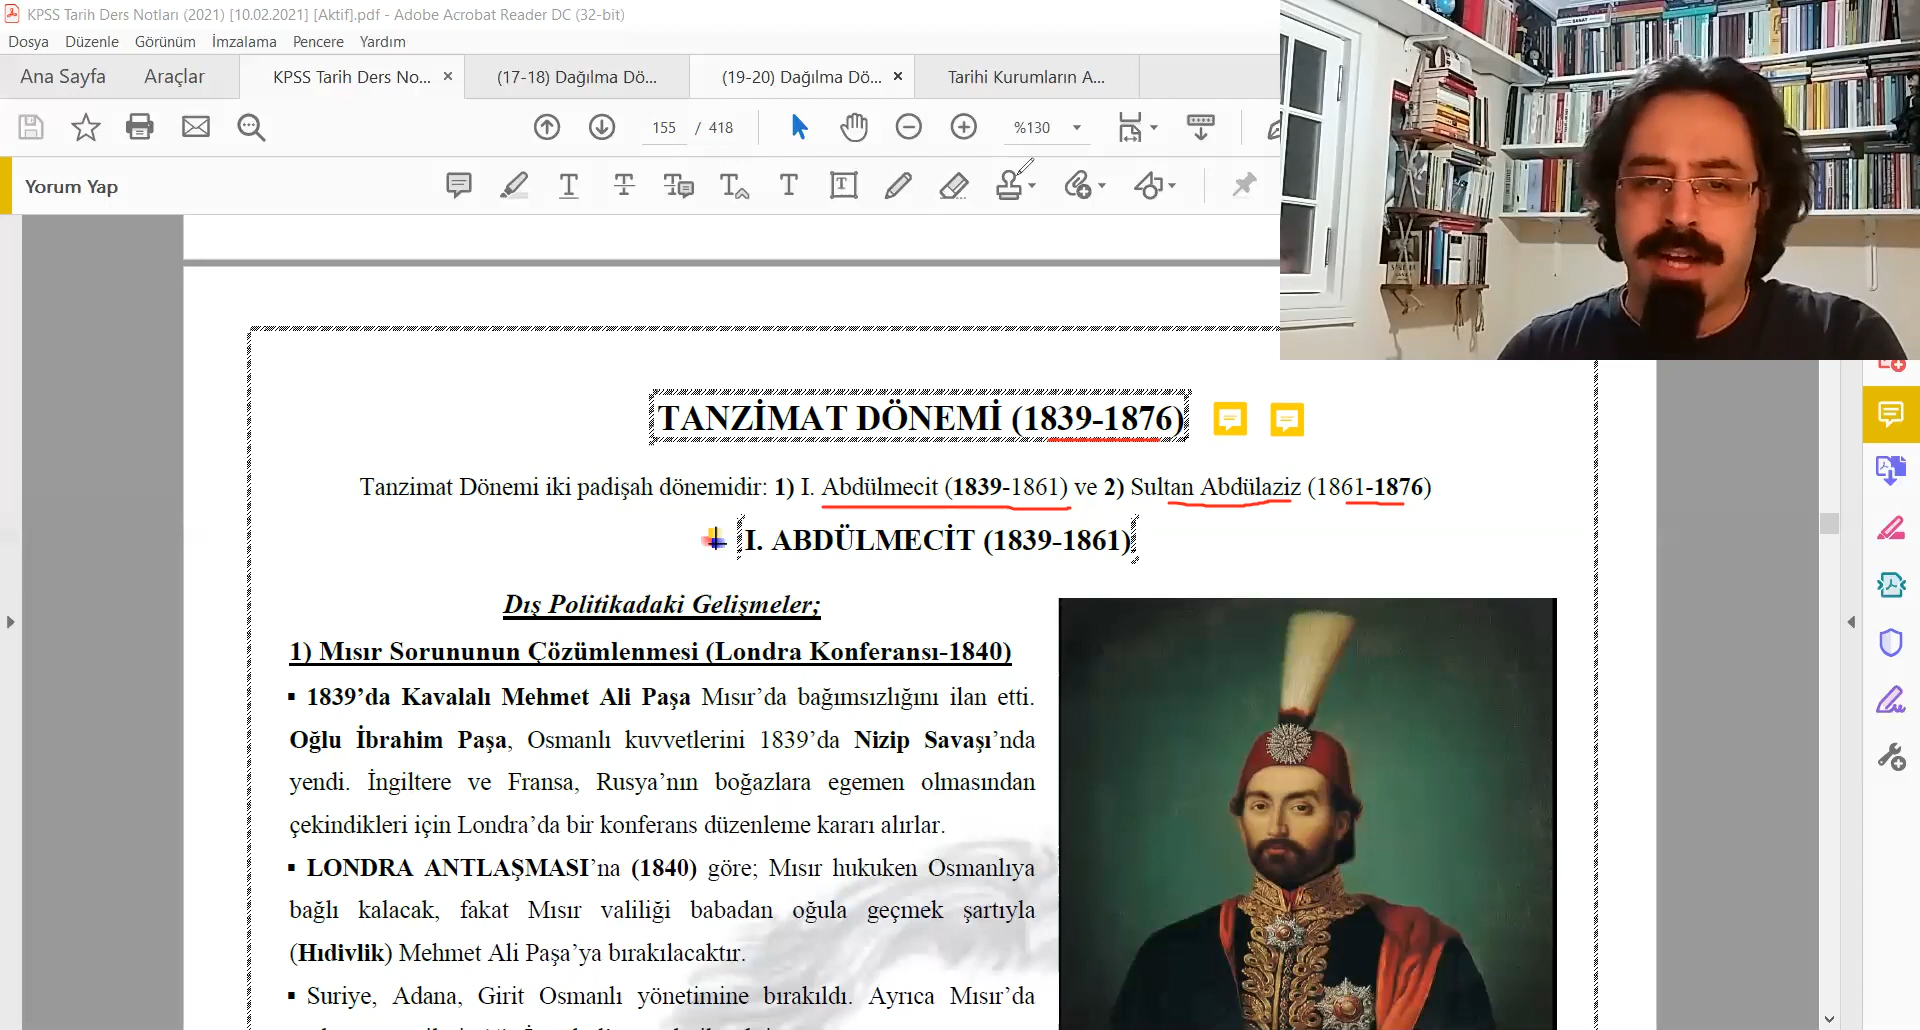 KPSS Tarih Ders Notları (2021) [10.02.2021] [Aktif].pdf - Adobe Acrobat Reader DC (32-bit)
Dosya Düzenle Görünüm İmzalama Pencere Yardım
Ana Sayfa Araçlar KPSS Tarih Ders No... × (17-18) Dağılma Dö... (19-20) Dağılma Dö... × Tarihi Kurumların A...
155 / 418 %130
Yorum Yap
TANZİMAT DÖNEMİ (1839-1876)
Tanzimat Dönemi iki padişah dönemidir: 1) I. Abdülmecit (1839-1861) ve 2) Sultan Abdülaziz (1861-1876)
I. ABDÜLMECİT (1839-1861)
Dış Politikadaki Gelişmeler;
1) Mısır Sorununun Çözümlenmesi (Londra Konferansı-1840)
▪ 1839’da Kavalalı Mehmet Ali Paşa Mısır’da bağımsızlığını ilan etti.
Oğlu İbrahim Paşa, Osmanlı kuvvetlerini 1839’da Nizip Savaşı’nda
yendi. İngiltere ve Fransa, Rusya’nın boğazlara egemen olmasından
çekindikleri için Londra’da bir konferans düzenleme kararı alırlar.
▪ LONDRA ANTLAŞMASI’na (1840) göre; Mısır hukuken Osmanlıya
bağlı kalacak, fakat Mısır valiliği babadan oğula geçmek şartıyla
(Hıdivlik) Mehmet Ali Paşa’ya bırakılacaktır.
▪ Suriye, Adana, Girit Osmanlı yönetimine bırakıldı. Ayrıca Mısır’da